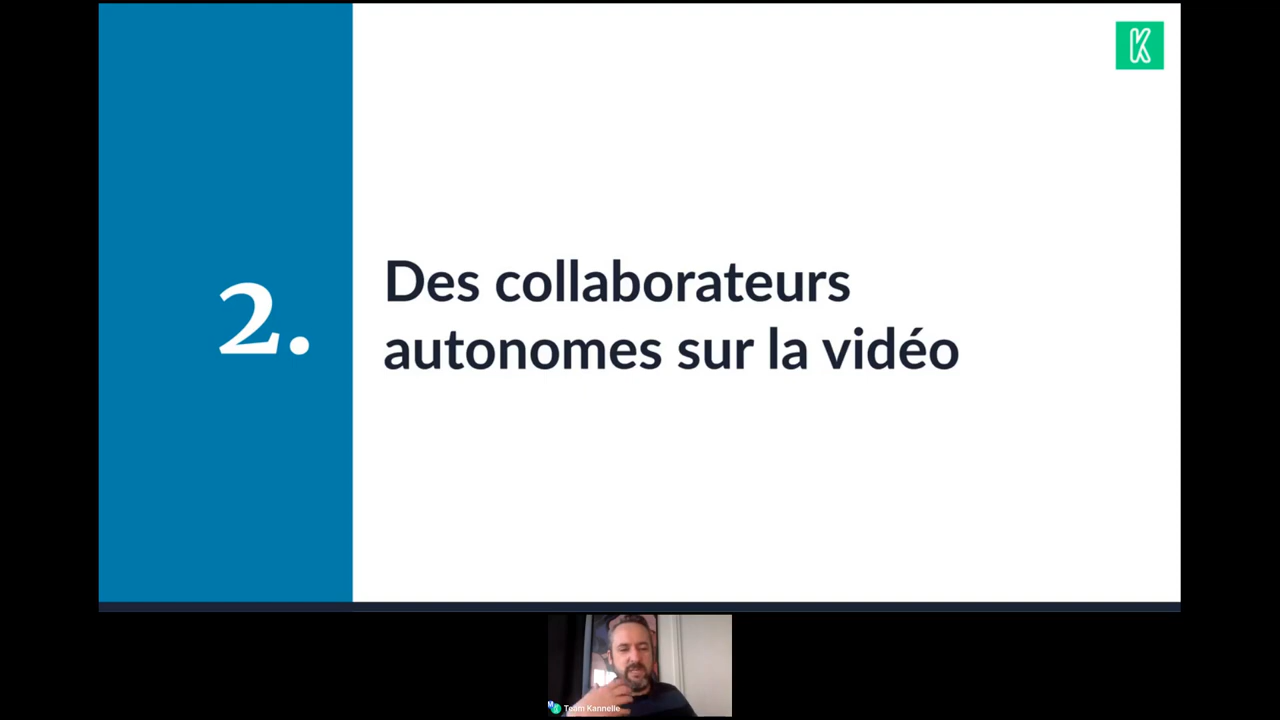 K
2.
Des collaborateurs
autonomes sur la vidéo
Team Kannelle